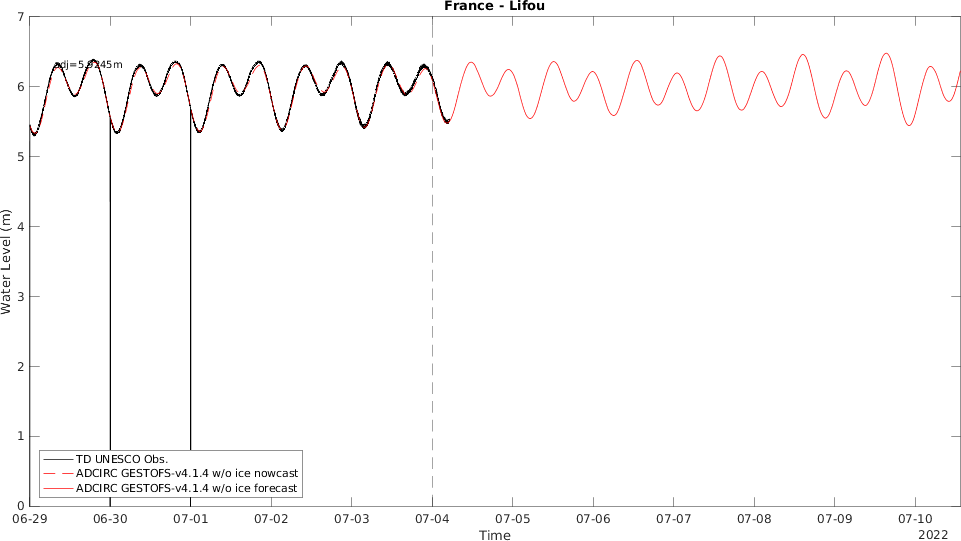 France - Lifou
7
6
5
4
3
2
1
0
Water Level (m)
adj=5.9245m
TD UNESCO Obs.
ADCIRC GESTOFS-v4.1.4 w/o ice nowcast
ADCIRC GESTOFS-v4.1.4 w/o ice forecast
06-29 06-30 07-01 07-02 07-03 07-04 07-05 07-06 07-07 07-08 07-09 07-10
Time
2022